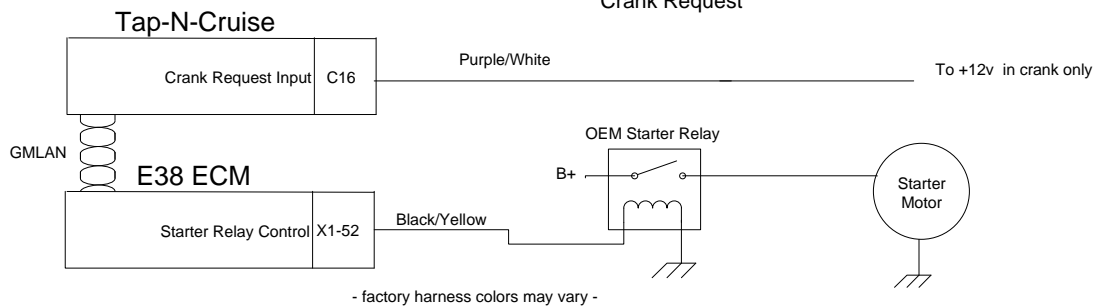 Crank Request
Tap-N-Cruise
Crank Request Input
C16
Purple/White
To +12v in crank only
GMLAN
OEM Starter Relay
B+
Starter
Motor
E38 ECM
Starter Relay Control
X1-52
Black/Yellow
- factory harness colors may vary -